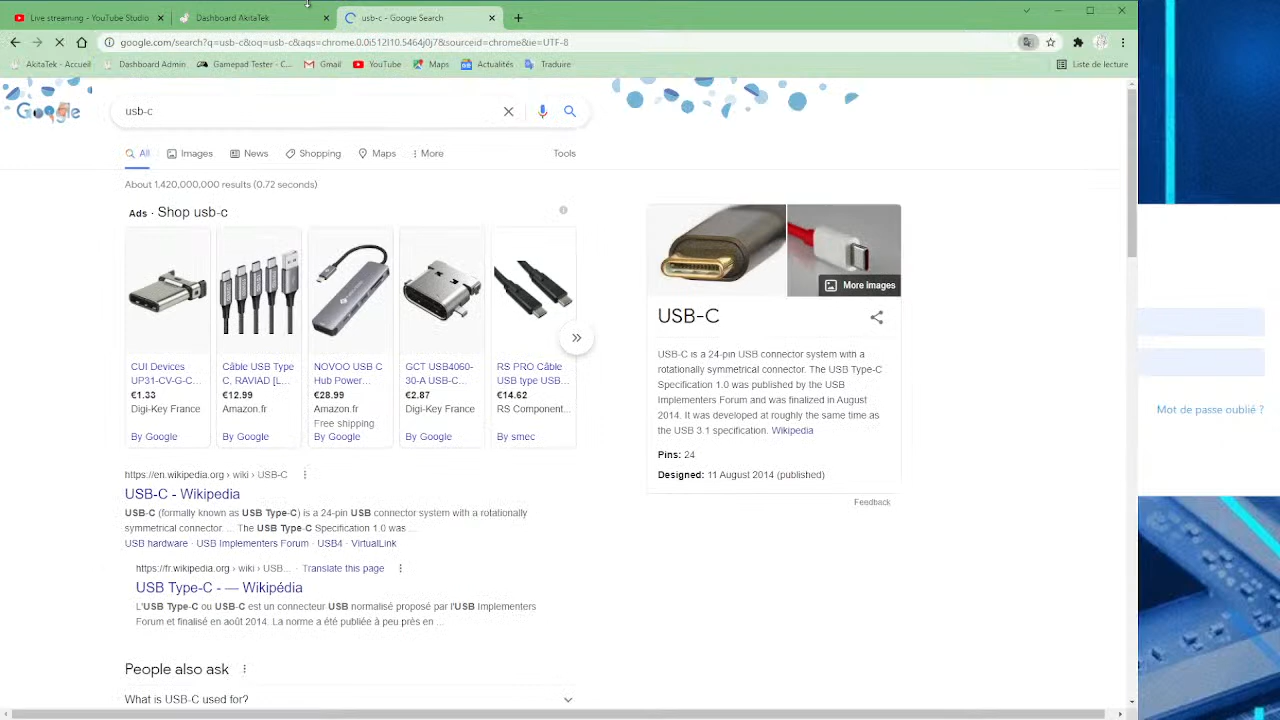 Live streaming - YouTube Studio
Dashboard AkitaTek
usb-c - Google Search
google.com/search?q=usb-c&oq=usb-c&aqs=chrome.0.0i512l10.5464j0j7&sourceid=chrome&ie=UTF-8
AkitaTek - Accueil
Dashboard Admin
Gamepad Tester - C...
Gmail
YouTube
Maps
Actualités
Traduire
Liste de lecture
Google
usb-c
All
Images
News
Shopping
Maps
More
Tools
About 1,420,000,000 results (0.72 seconds)
Ads · Shop usb-c
CUI Devices
UP31-CV-G-C...
€1.33
Digi-Key France
By Google
Câble USB Type
C, RAVIAD [L...
€12.99
Amazon.fr
By Google
NOVOO USB C
Hub Power...
€28.99
Amazon.fr
Free shipping
By Google
GCT USB4060-
30-A USB-C...
€2.87
Digi-Key France
By Google
RS PRO Câble
USB type USB...
€14.62
RS Component...
By smec
More images
USB-C
USB-C is a 24-pin USB connector system with a
rotationally symmetrical connector. The USB Type-C
Specification 1.0 was published by the USB
Implementers Forum and was finalized in August
2014. It was developed at roughly the same time as
the USB 3.1 specification. Wikipedia
Pins: 24
Designed: 11 August 2014 (published)
Feedback
https://en.wikipedia.org › wiki › USB-C
USB-C - Wikipedia
USB-C (formally known as USB Type-C) is a 24-pin USB connector system with a rotationally
symmetrical connector. ... The USB Type-C Specification 1.0 was ...
USB hardware · USB Implementers Forum · USB4 · VirtualLink
https://fr.wikipedia.org › wiki › USB... · Translate this page
USB Type-C - — Wikipédia
L'USB Type-C ou USB-C est un connecteur USB normalisé proposé par l'USB Implementers
Forum et finalisé en août 2014. La norme a été publiée à peu près en ...
People also ask
What is USB-C used for?
Mot de passe oublié ?